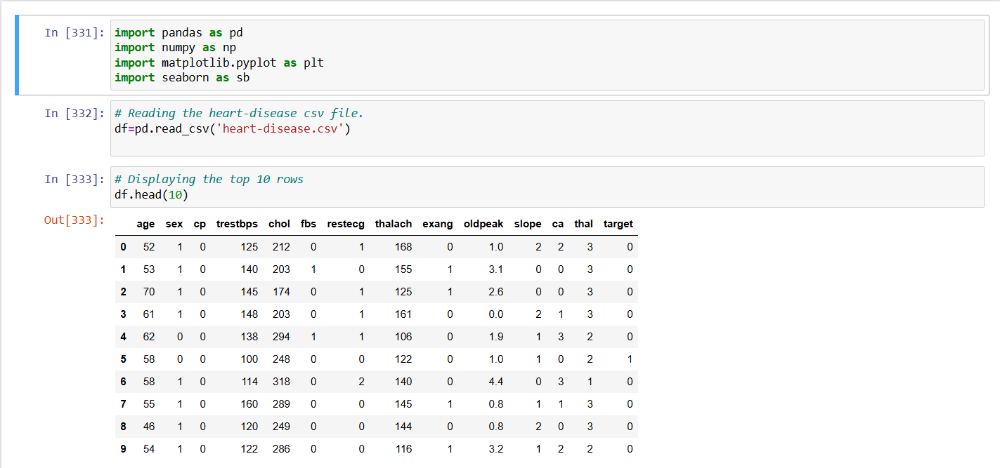 In [331]: import pandas as pd
import numpy as np
import matplotlib.pyplot as plt
import seaborn as sb
In [332]: # Reading the heart-disease csv file.
df=pd.read_csv('heart-disease.csv')
In [333]: # Displaying the top 10 rows
df.head(10)
Out[333]:
age sex cp trestbps chol fbs restecg thalach exang oldpeak slope ca thal target
0 52 1 0 125 212 0 1 168 0 1.0 2 2 3 0
1 53 1 0 140 203 1 0 155 1 3.1 0 0 3 0
2 70 1 0 145 174 0 1 125 1 2.6 0 0 3 0
3 61 1 0 148 203 0 1 161 0 0.0 2 1 3 0
4 62 0 0 138 294 1 1 106 0 1.9 1 3 2 0
5 58 0 0 100 248 0 0 122 0 1.0 1 0 2 1
6 58 1 0 114 318 0 2 140 0 4.4 0 3 1 0
7 55 1 0 160 289 0 0 145 1 0.8 1 1 3 0
8 46 1 0 120 249 0 0 144 0 0.8 2 0 3 0
9 54 1 0 122 286 0 0 116 1 3.2 1 2 2 0